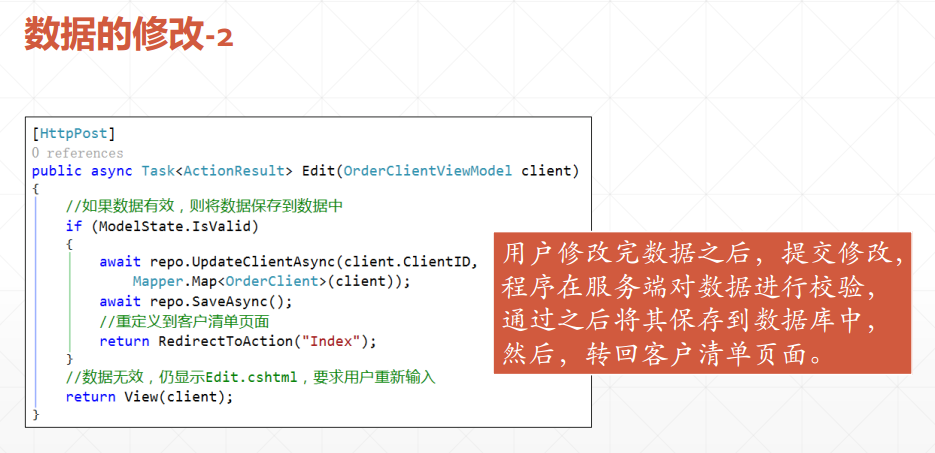 数据的修改-2
[HttpPost]
0 references
public async Task<ActionResult> Edit(OrderClientViewModel client)
{
//如果数据有效，则将数据保存到数据中
if (ModelState.IsValid)
{
await repo.UpdateClientAsync(client.ClientID,
Mapper.Map<OrderClient>(client));
await repo.SaveAsync();
//重定义到客户清单页面
return RedirectToAction("Index");
}
//数据无效，仍显示Edit.cshtml，要求用户重新输入
return View(client);
}
用户修改完数据之后，提交修改，
程序在服务端对数据进行校验，
通过之后将其保存到数据库中，
然后，转回客户清单页面。